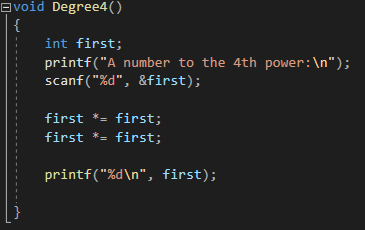 void Degree4()
{
    int first;
    printf("A number to the 4th power:\n");
    scanf("%d", &first);

    first *= first;
    first *= first;

    printf("%d\n", first);

}